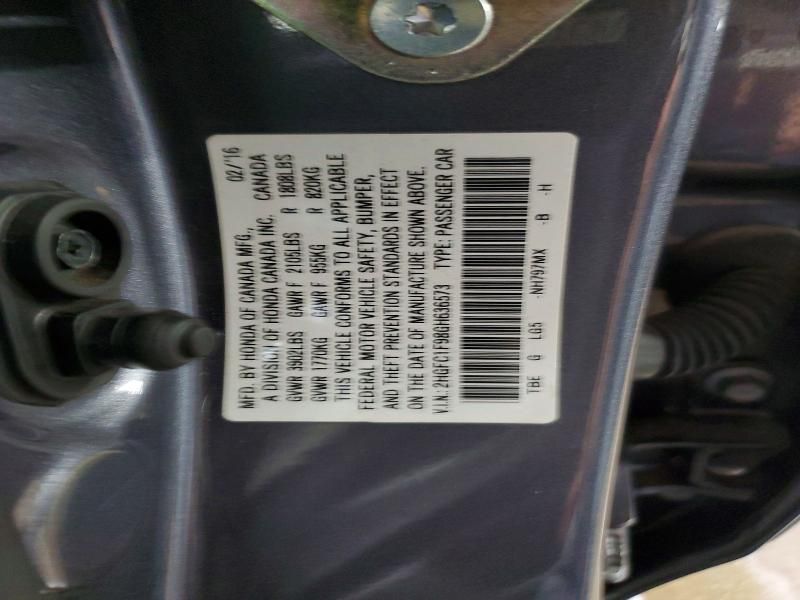 MFD. BY HONDA OF CANADA MFG., 02/'16
A DIVISION OF HONDA CANADA INC. CANADA
GVWR 3902LBS GAWR F 2105LBS R 1808LBS
GVWR 1770KG GAWR F 955KG R 820KG
THIS VEHICLE CONFORMS TO ALL APPLICABLE
FEDERAL MOTOR VEHICLE SAFETY, BUMPER,
AND THEFT PREVENTION STANDARDS IN EFFECT
ON THE DATE OF MANUFACTURE SHOWN ABOVE.
V.I.N.: 2HGFC1F98GH636573 TYPE: PASSENGER CAR
TBE G LG5 -NH797MX -B -H